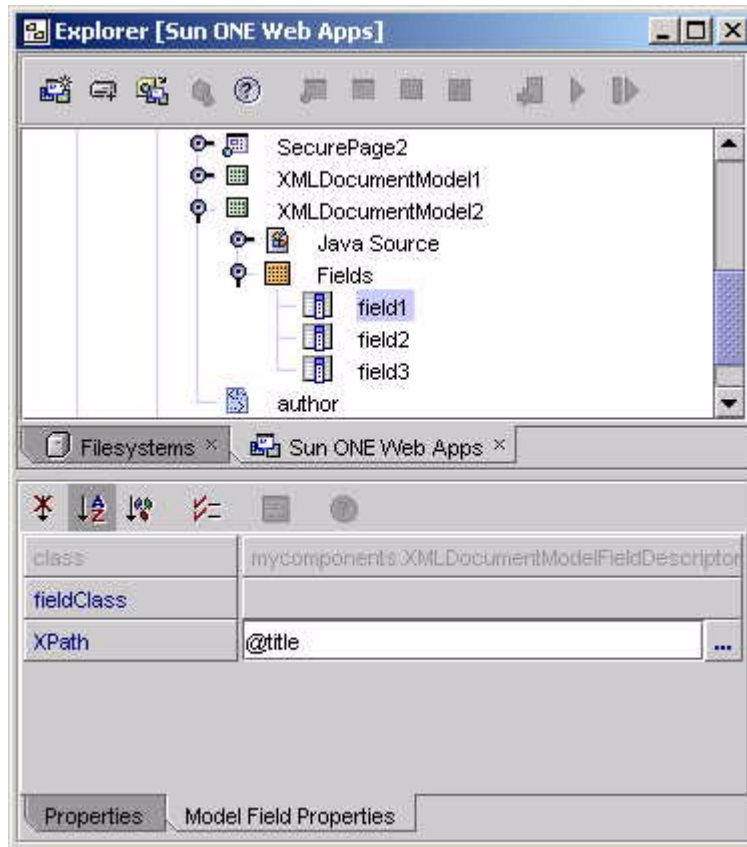 Explorer [Sun ONE Web Apps]
SecurePage2
XMLDocumentModel1
XMLDocumentModel2
Java Source
Fields
field1
field2
field3
author
Filesystems × Sun ONE Web Apps ×
class mycomponents.XMLDocumentModelFieldDescriptor
fieldClass
XPath @title ...
Properties Model Field Properties